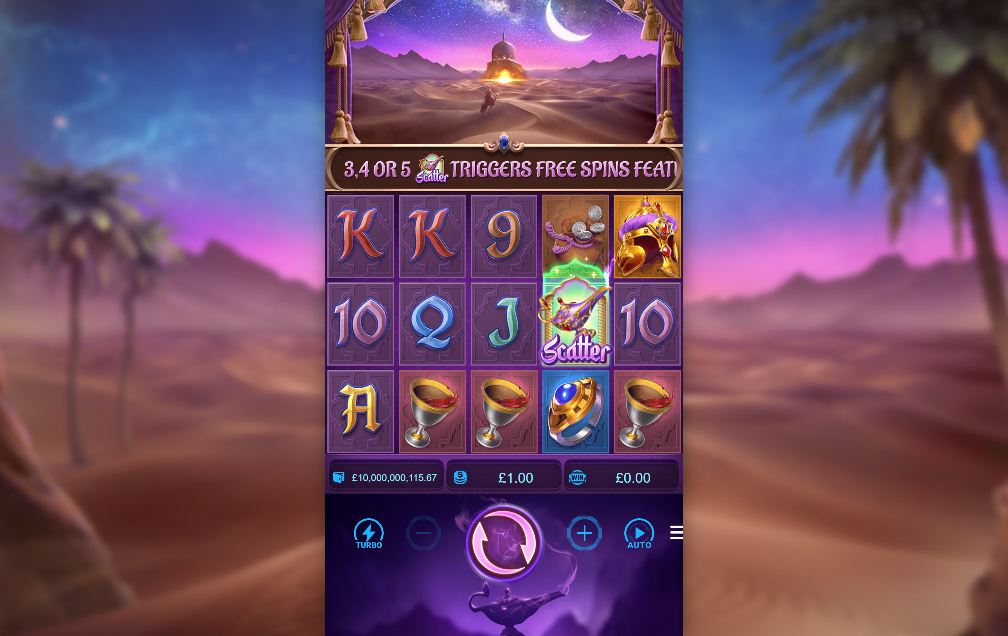 3,4 OR 5 Scatter TRIGGERS FREE SPINS FEAT
K K 9
10 Q J Scatter 10
A
£10,000,000,115.67 £1.00 WIN £0.00
TURBO AUTO